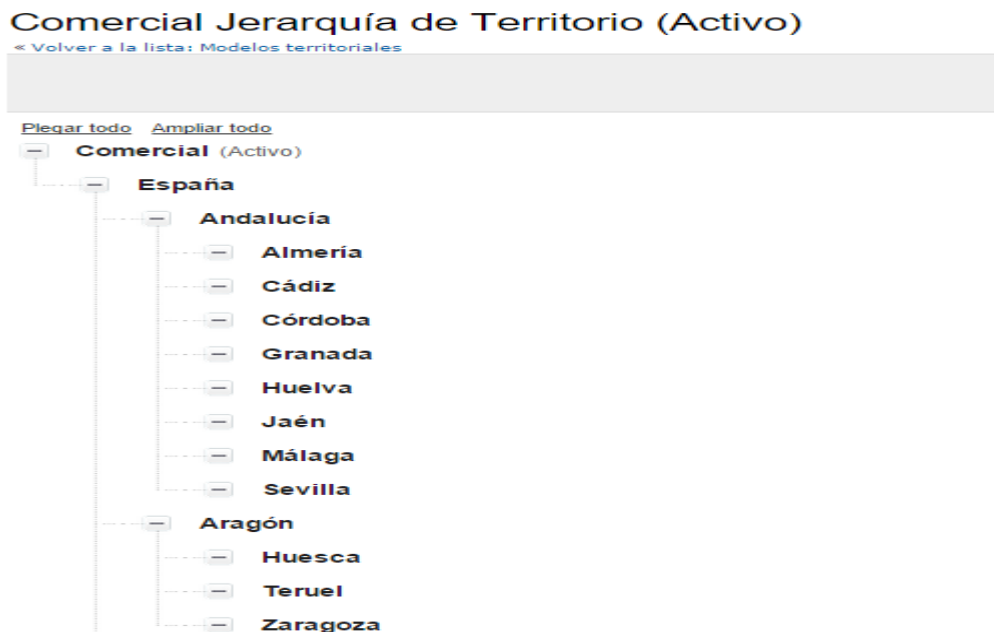 Comercial Jerarquía de Territorio (Activo)
« Volver a la lista: Modelos territoriales
Plegar todo Ampliar todo
Comercial (Activo)
España
Andalucía
Almería
Cádiz
Córdoba
Granada
Huelva
Jaén
Málaga
Sevilla
Aragón
Huesca
Teruel
Zaragoza